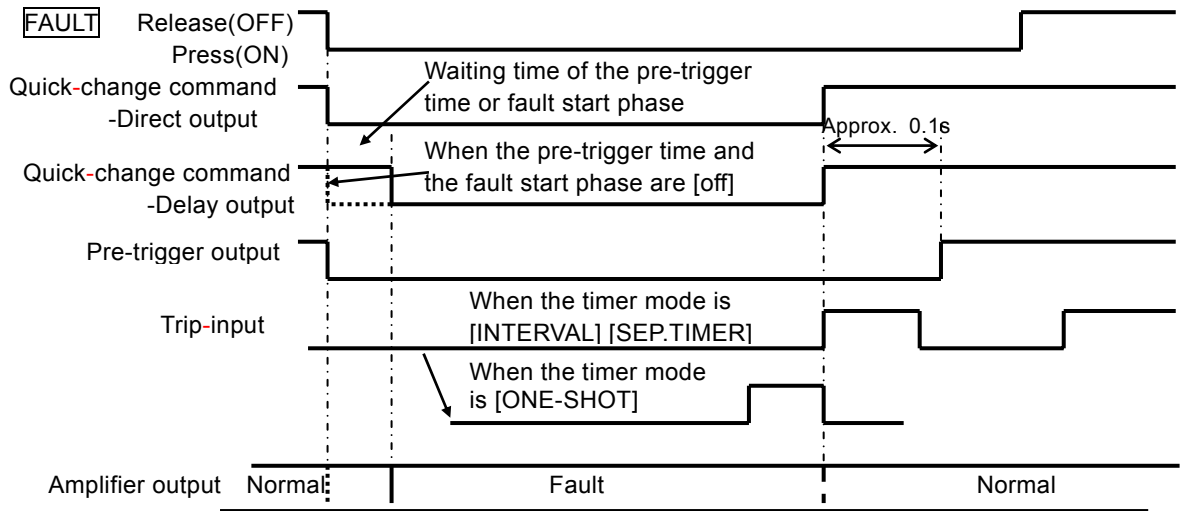 FAULT Release(OFF)
Press(ON)
Quick-change command
-Direct output
Waiting time of the pre-trigger
time or fault start phase
Approx. 0.1s
Quick-change command
-Delay output
When the pre-trigger time and
the fault start phase are [off]
Pre-trigger output
Trip-input
When the timer mode is
[INTERVAL] [SEP.TIMER]
When the timer mode
is [ONE-SHOT]
Amplifier output Normal Fault Normal